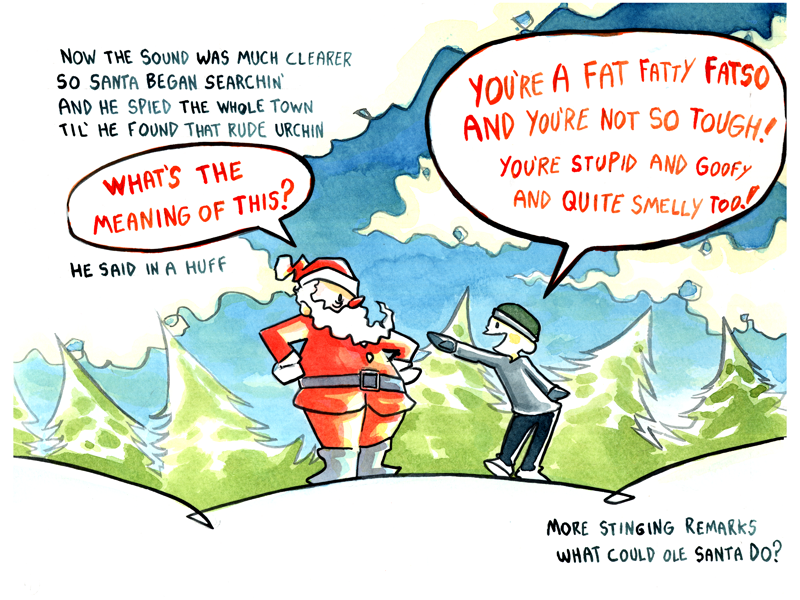 NOW THE SOUND WAS MUCH CLEARER
SO SANTA BEGAN SEARCHIN'
AND HE SPIED THE WHOLE TOWN
TIL' HE FOUND THAT RUDE URCHIN
WHAT'S THE
MEANING OF THIS?
HE SAID IN A HUFF
YOU'RE A FAT FATTY FATSO
AND YOU'RE NOT SO TOUGH!
YOU'RE STUPID AND GOOFY
AND QUITE SMELLY TOO!
MORE STINGING REMARKS
WHAT COULD OLE SANTA DO?